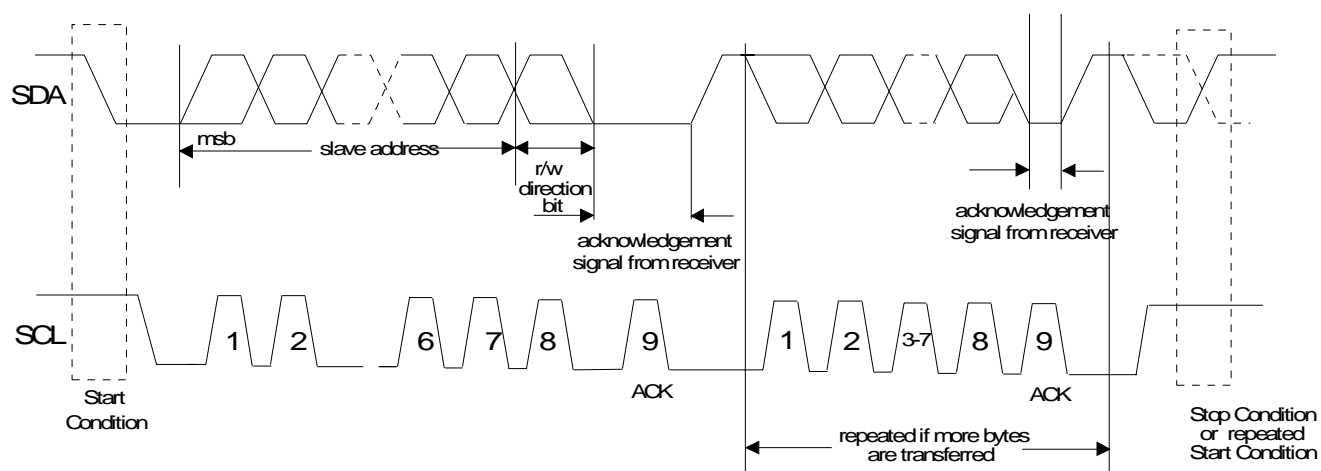 SDA
msb
slave address
r/w
direction
bit
acknowledgement
signal from receiver
acknowledgement
signal from receiver
SCL
1
2
6
7
8
9
1
2
3-7
8
9
ACK
ACK
Start
Condition
repeated if more bytes
are transferred
Stop Condition
or repeated
Start Condition